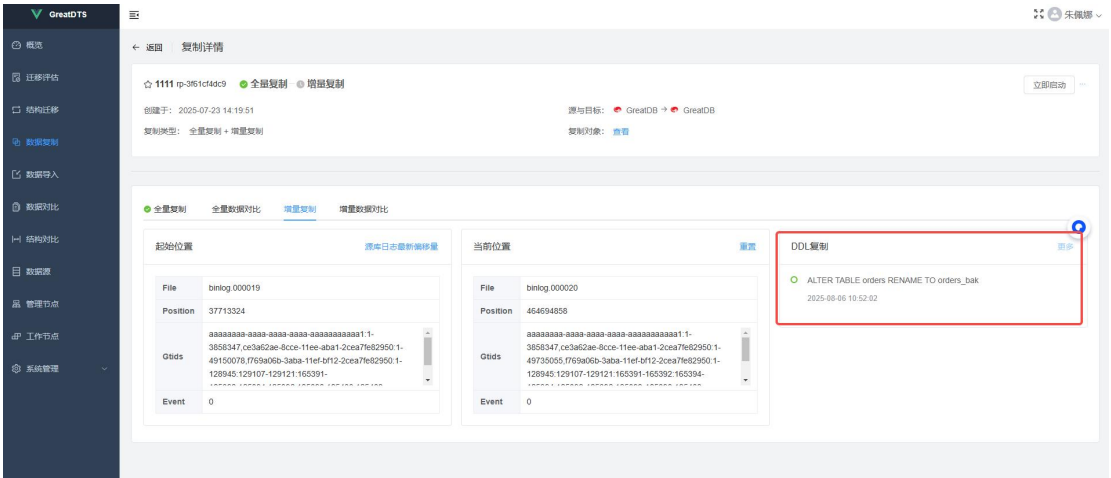 GreatDTS
朱佩娜
概览
迁移评估
结构迁移
数据复制
数据导入
数据对比
结构对比
数据源
管理节点
工作节点
系统管理
← 返回 复制详情
1111 rp-3f61cf4dc9 全量复制 增量复制
立即启动
创建于： 2025-07-23 14:19:51
源与目标： GreatDB → GreatDB
复制类型： 全量复制 + 增量复制
复制对象： 查看
全量复制 全量数据对比 增量复制 增量数据对比
起始位置 源库日志最新偏移量
File binlog.000019
Position 37713324
Gtids
aaaaaaaa-aaaa-aaaa-aaaa-aaaaaaaaaaa1:1-
3858347,ce3a62ae-8cce-11ee-aba1-2cea7fe82950:1-
49150078,f769a06b-3aba-11ef-bf12-2cea7fe82950:1-
128945:129107-129121:165391-
Event 0
当前位置 重置
File binlog.000020
Position 464694858
Gtids
aaaaaaaa-aaaa-aaaa-aaaa-aaaaaaaaaaa1:1-
3858347,ce3a62ae-8cce-11ee-aba1-2cea7fe82950:1-
49735055,f769a06b-3aba-11ef-bf12-2cea7fe82950:1-
128945:129107-129121:165391-165392:165394-
Event 0
DDL复制 更多
ALTER TABLE orders RENAME TO orders_bak
2025-08-06 10:52:02